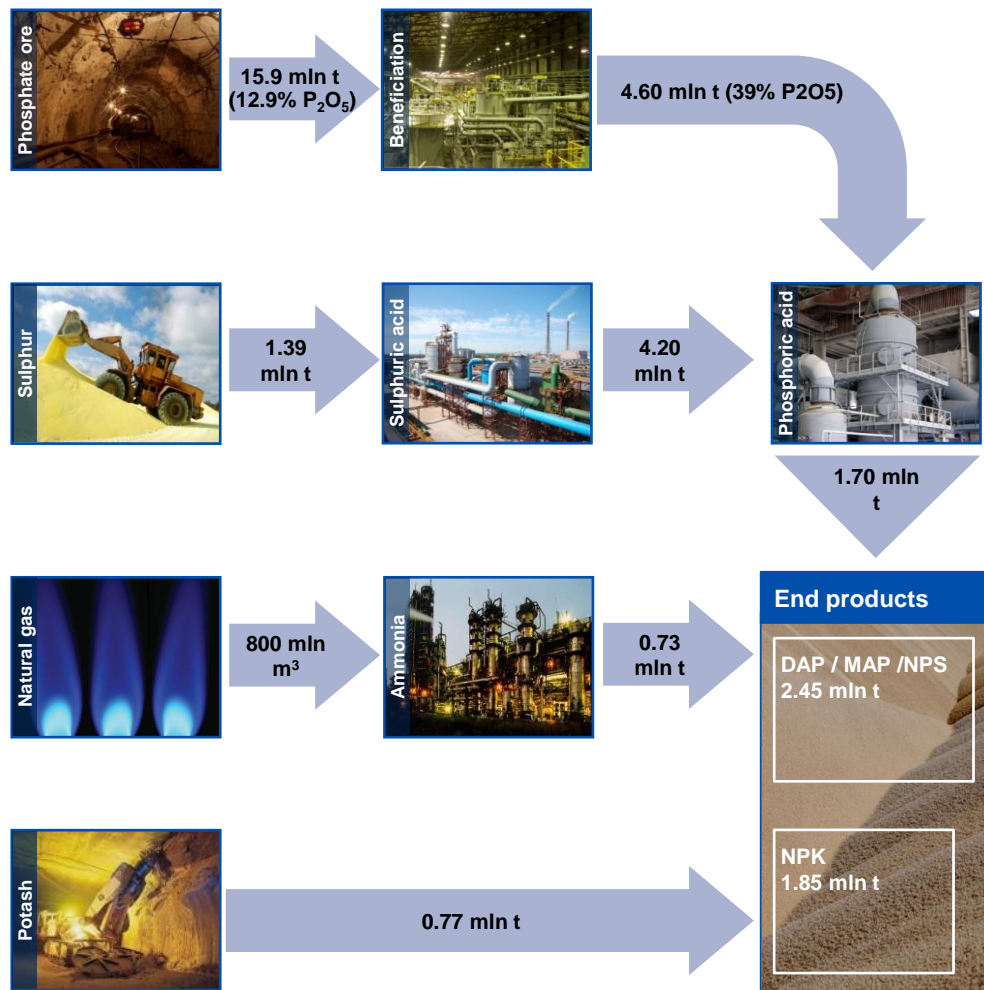 Phosphate ore
15.9 mln t
(12.9% P₂O₅)
Beneficiation
4.60 mln t (39% P2O5)
Sulphur
1.39
mln t
Sulphuric acid
4.20
mln t
Phosphoric acid
1.70 mln
t
Natural gas
800 mln
m³
Ammonia
0.73
mln t
End products
DAP / MAP /NPS
2.45 mln t
Potash
0.77 mln t
NPK
1.85 mln t